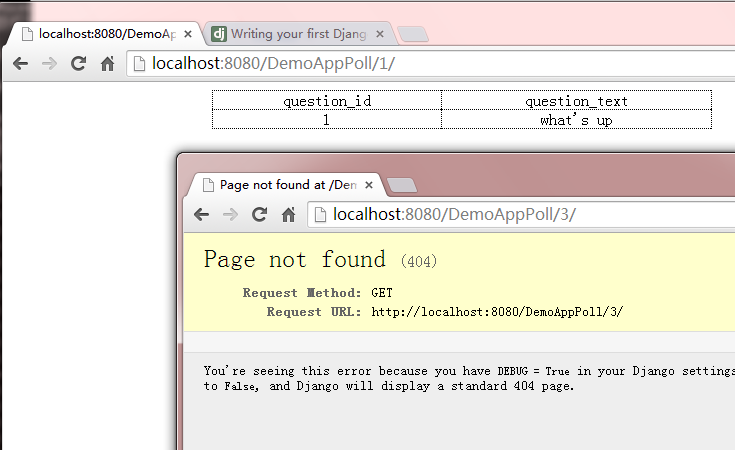 localhost:8080/DemoAp
dj Writing your first Djang
localhost:8080/DemoAppPoll/1/
question_id question_text
1 what's up
Page not found at /Den
localhost:8080/DemoAppPoll/3/
Page not found (404)
Request Method: GET
Request URL: http://localhost:8080/DemoAppPoll/3/
You're seeing this error because you have DEBUG = True in your Django settings
to False, and Django will display a standard 404 page.